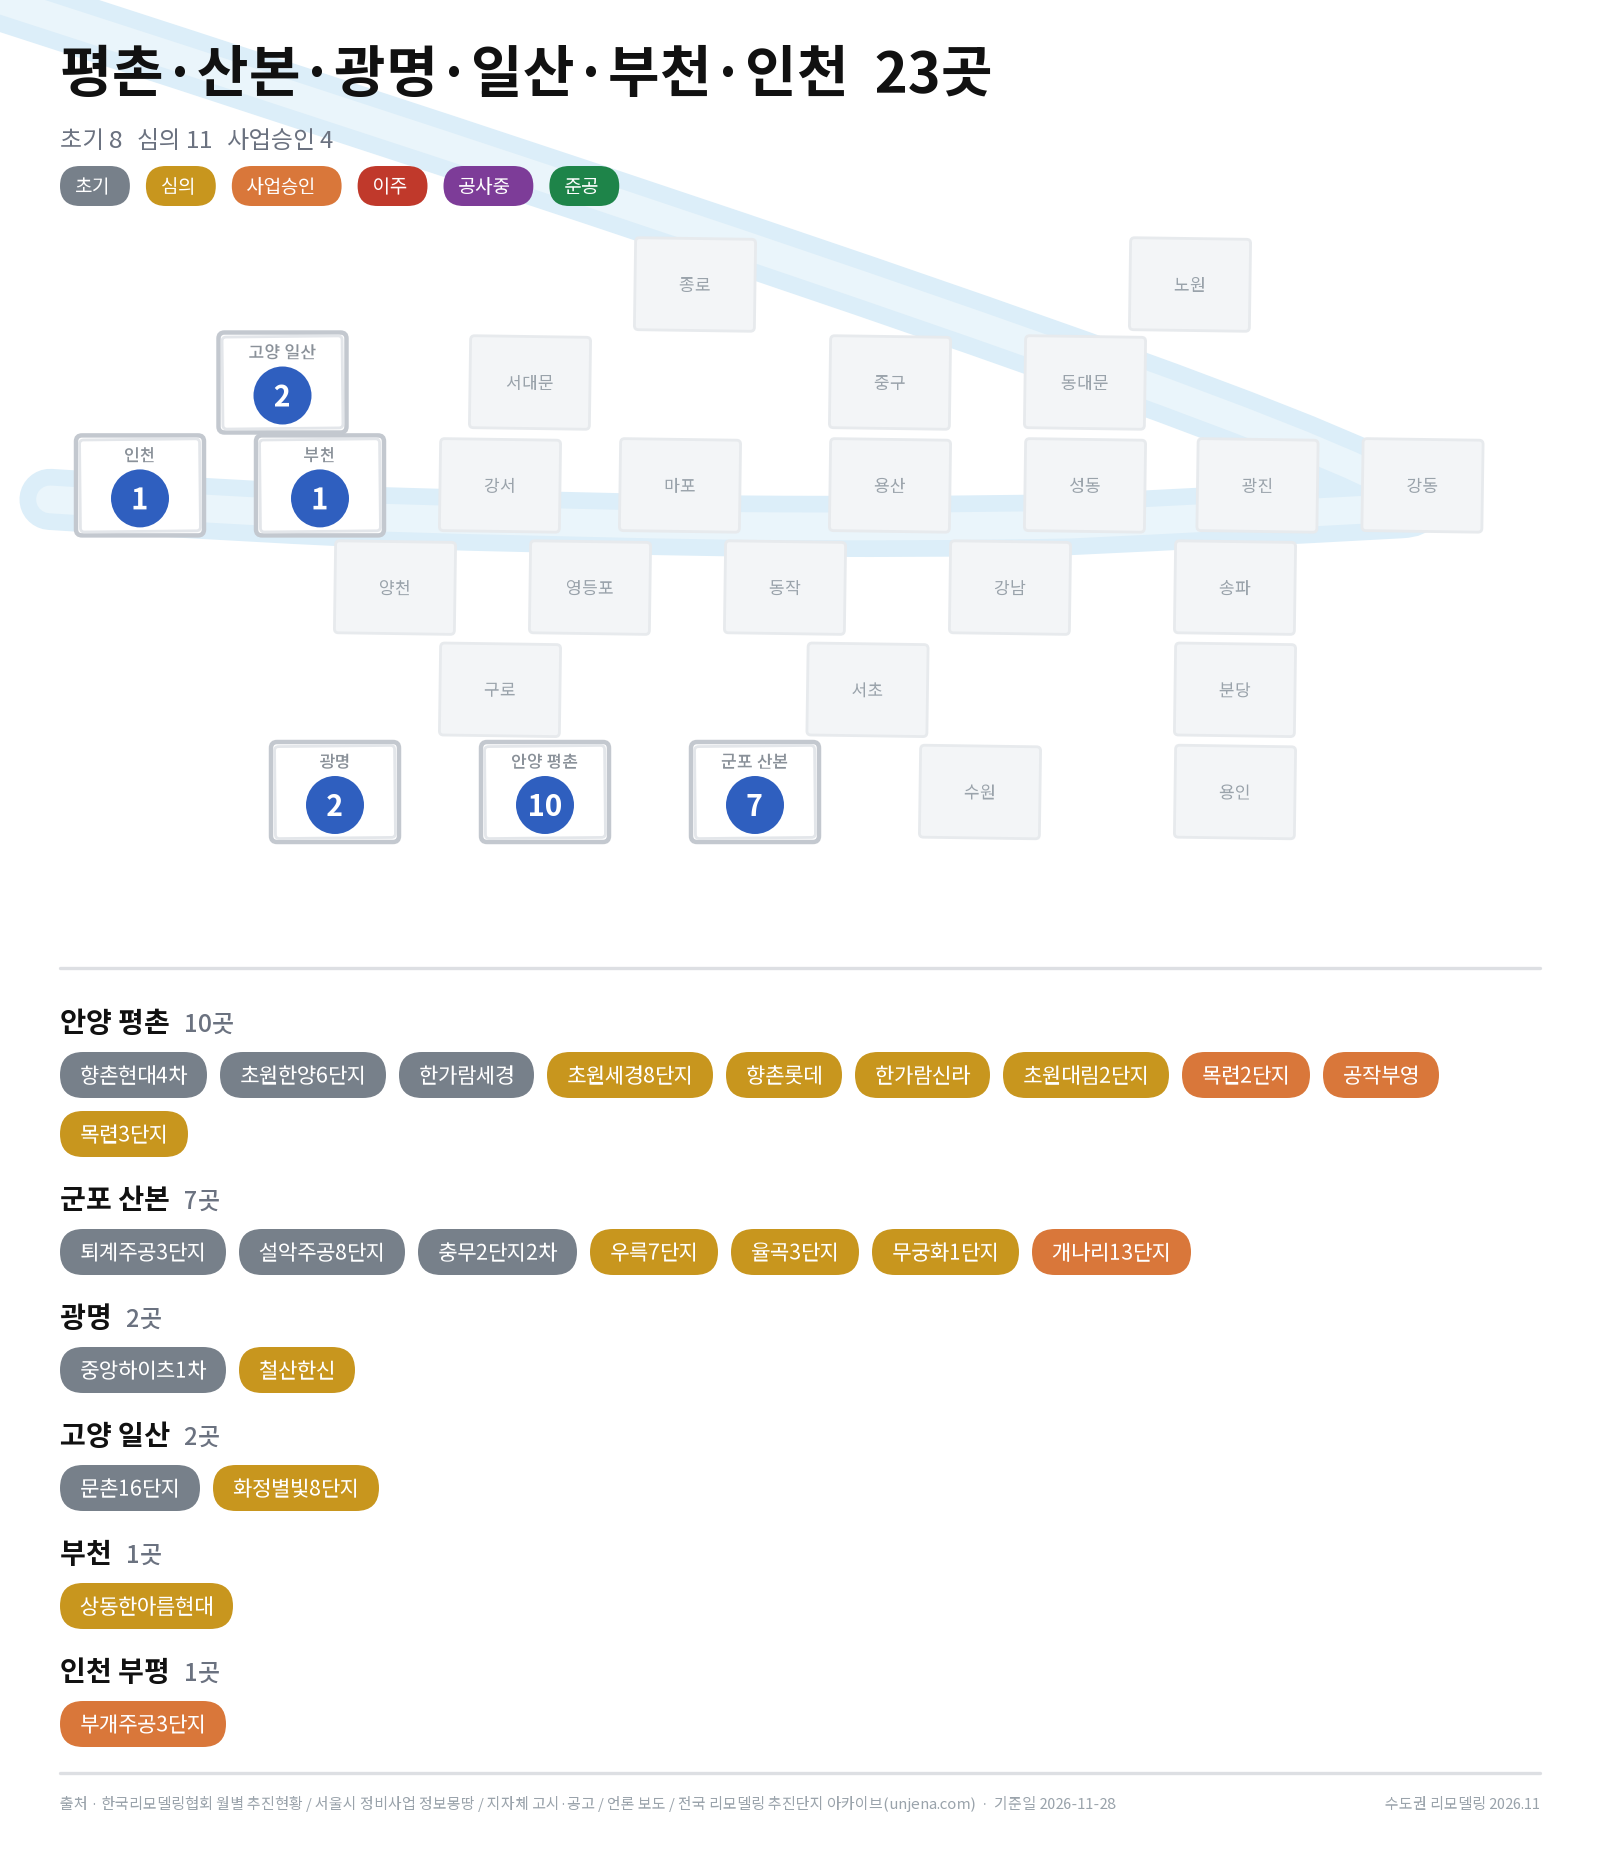 평촌·산본·광명·일산·부천·인천 23곳
초기 8 심의 11 사업승인 4
초기 심의 사업승인 이주 공사중 준공
종로 노원
고양 일산 서대문 중구 동대문
2
인천 부천 강서 마포 용산 성동 광진 강동
1 1
양천 영등포 동작 강남 송파
구로 서초 분당
광명 안양 평촌 군포 산본 수원 용인
2 10 7
안양 평촌 10곳
향촌현대4차 초원한양6단지 한가람세경 초원세경8단지 향촌롯데 한가람신라 초원대림2단지 목련2단지 공작부영
목련3단지
군포 산본 7곳
퇴계주공3단지 설악주공8단지 충무2단지2차 우륵7단지 율곡3단지 무궁화1단지 개나리13단지
광명 2곳
중앙하이츠1차 철산한신
고양 일산 2곳
문촌16단지 화정별빛8단지
부천 1곳
상동한아름현대
인천 부평 1곳
부개주공3단지
출처 · 한국리모델링협회 월별 추진현황 / 서울시 정비사업 정보몽땅 / 지자체 고시·공고 / 언론 보도 / 전국 리모델링 추진단지 아카이브(unjena.com) · 기준일 2026-11-28 수도권 리모델링 2026.11